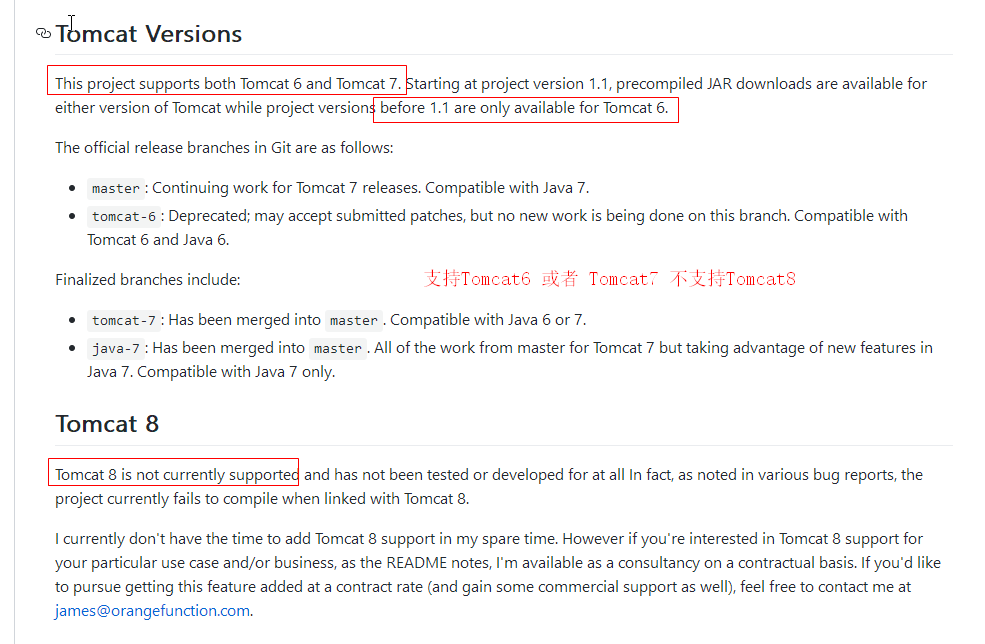 Tomcat Versions
This project supports both Tomcat 6 and Tomcat 7. Starting at project version 1.1, precompiled JAR downloads are available for
either version of Tomcat while project versions before 1.1 are only available for Tomcat 6.
The official release branches in Git are as follows:
master : Continuing work for Tomcat 7 releases. Compatible with Java 7.
tomcat-6 : Deprecated; may accept submitted patches, but no new work is being done on this branch. Compatible with
Tomcat 6 and Java 6.
Finalized branches include:
支持Tomcat6 或者 Tomcat7 不支持Tomcat8
tomcat-7 : Has been merged into master . Compatible with Java 6 or 7.
java-7 : Has been merged into master . All of the work from master for Tomcat 7 but taking advantage of new features in
Java 7. Compatible with Java 7 only.
Tomcat 8
Tomcat 8 is not currently supported and has not been tested or developed for at all In fact, as noted in various bug reports, the
project currently fails to compile when linked with Tomcat 8.
I currently don't have the time to add Tomcat 8 support in my spare time. However if you're interested in Tomcat 8 support for
your particular use case and/or business, as the README notes, I'm available as a consultancy on a contractual basis. If you'd like
to pursue getting this feature added at a contract rate (and gain some commercial support as well), feel free to contact me at
james@orangefunction.com.